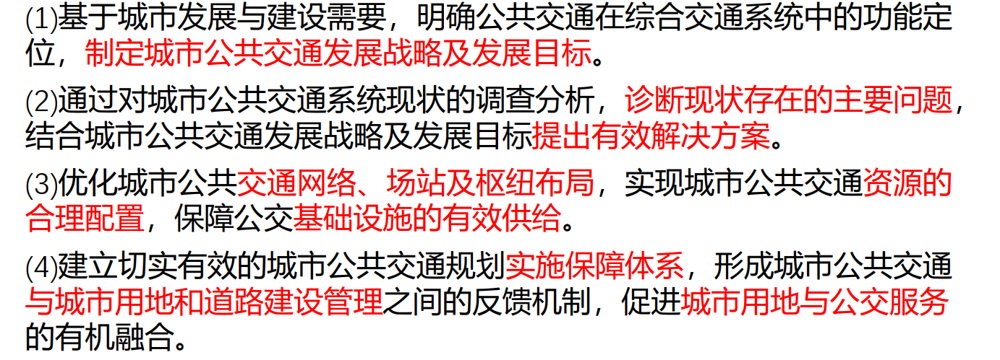 (1)基于城市发展与建设需要，明确公共交通在综合交通系统中的功能定
位，制定城市公共交通发展战略及发展目标。
(2)通过对城市公共交通系统现状的调查分析，诊断现状存在的主要问题，
结合城市公共交通发展战略及发展目标提出有效解决方案。
(3)优化城市公共交通网络、场站及枢纽布局，实现城市公共交通资源的
合理配置，保障公交基础设施的有效供给。
(4)建立切实有效的城市公共交通规划实施保障体系，形成城市公共交通
与城市用地和道路建设管理之间的反馈机制，促进城市用地与公交服务
的有机融合。